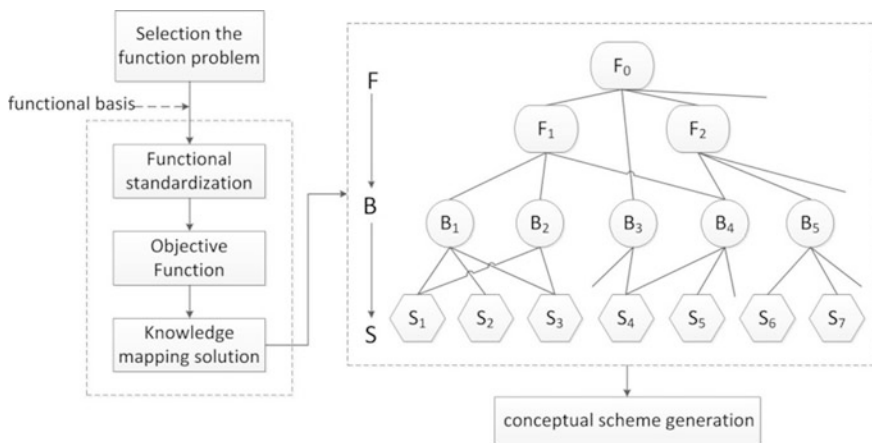 Selection the
function problem
functional basis
Functional
standardization
Objective
Function
Knowledge
mapping solution
F
B
S
F₀
F₁ F₂
B₁ B₂ B₃ B₄ B₅
S₁ S₂ S₃ S₄ S₅ S₆ S₇
conceptual scheme generation